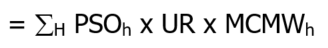 = ∑H PSOh x UR x MCMWh